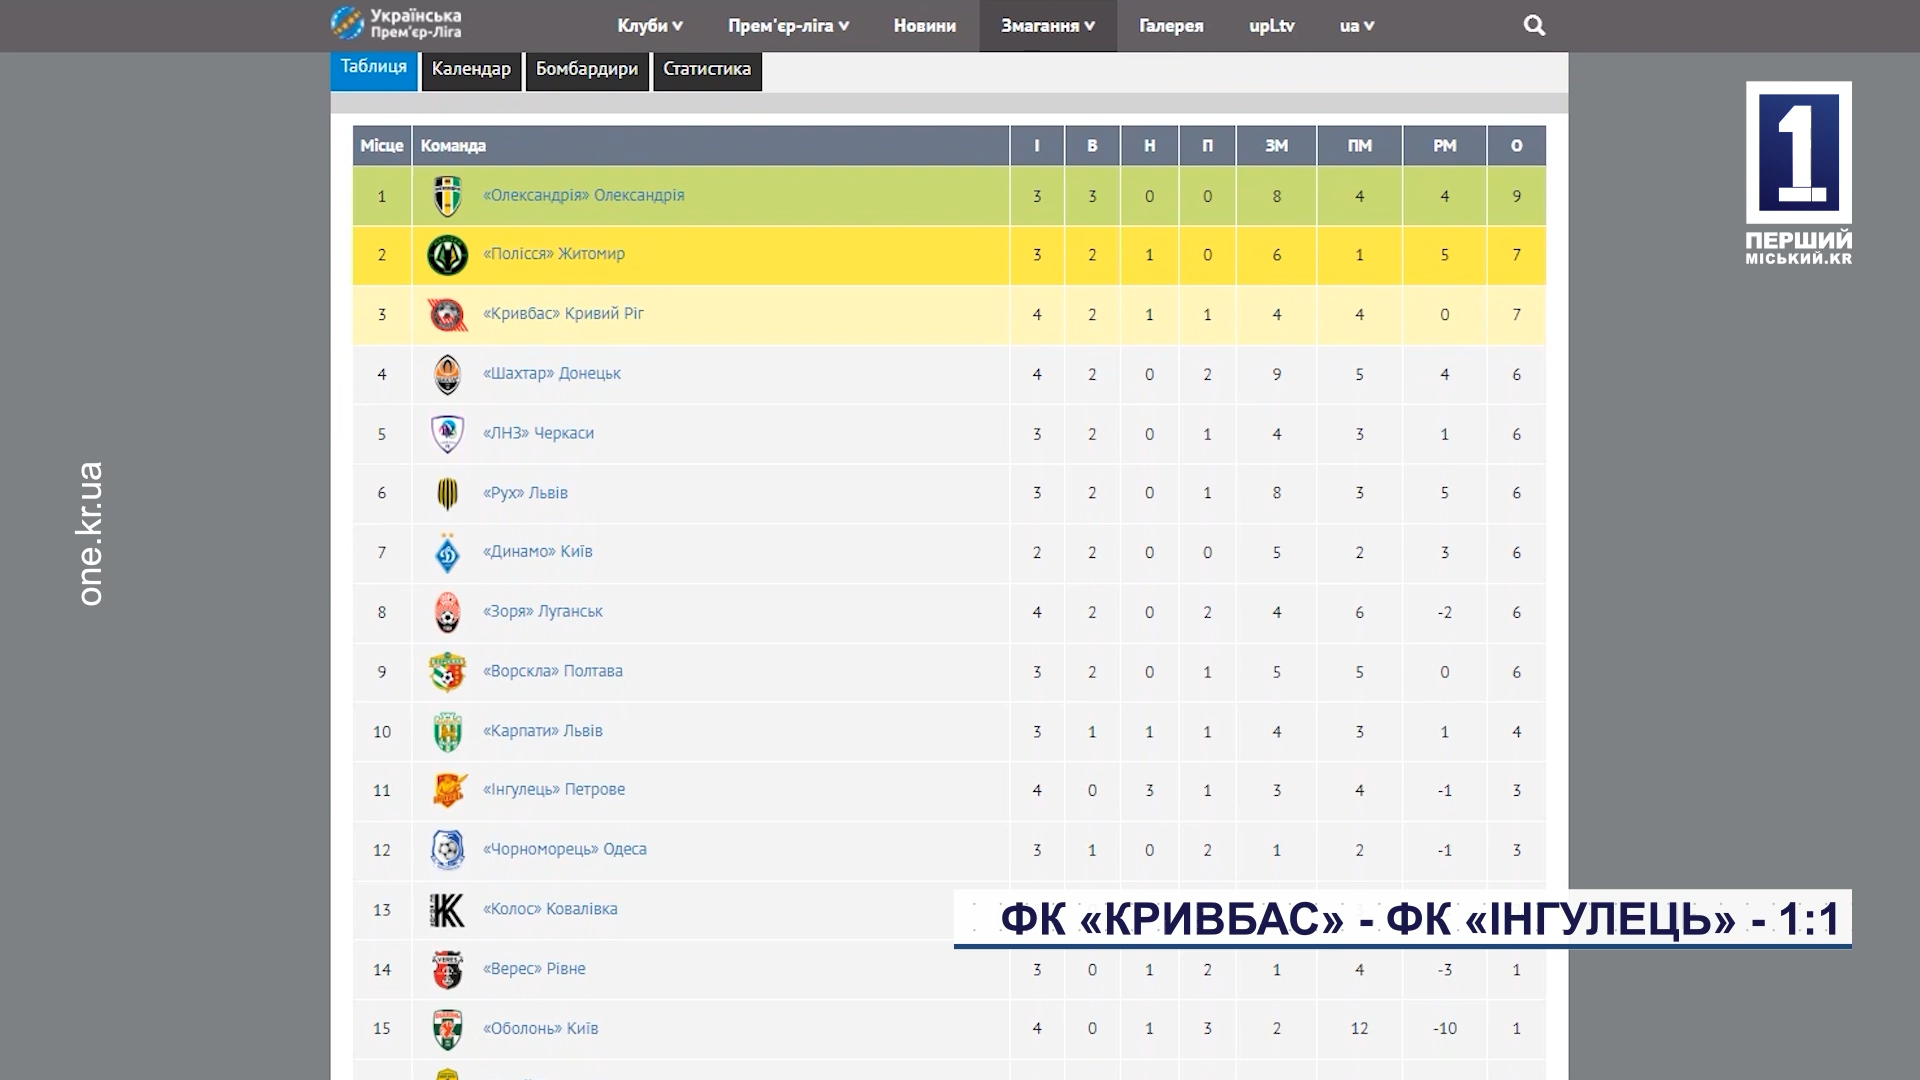 Українська
Прем'єр-Ліга
Клуби Прем'єр-ліга Новини Змагання Галерея upl.tv ua
Таблиця Календар Бомбардири Статистика
Місце Команда І В Н П ЗМ ПМ РМ О
1 «Олександрія» Олександрія 3 3 0 0 8 4 4 9
2 «Полісся» Житомир 3 2 1 0 6 1 5 7
3 «Кривбас» Кривий Ріг 4 2 1 1 4 4 0 7
4 «Шахтар» Донецьк 4 2 0 2 9 5 4 6
5 «ЛНЗ» Черкаси 3 2 0 1 4 3 1 6
6 «Рух» Львів 3 2 0 1 8 3 5 6
7 «Динамо» Київ 2 2 0 0 5 2 3 6
8 «Зоря» Луганськ 4 2 0 2 4 6 -2 6
9 «Ворскла» Полтава 3 2 0 1 5 5 0 6
10 «Карпати» Львів 3 1 1 1 4 3 1 4
11 «Інгулець» Петрове 4 0 3 1 3 4 -1 3
12 «Чорноморець» Одеса 3 1 0 2 1 2 -1 3
13 «Колос» Ковалівка
14 «Верес» Рівне 3 0 1 2 1 4 -3 1
15 «Оболонь» Київ 4 0 1 3 2 12 -10 1
ФК «КРИВБАС» - ФК «ІНГУЛЕЦЬ» - 1:1
1
ПЕРШИЙ
МІСЬКИЙ.KR
one.kr.ua